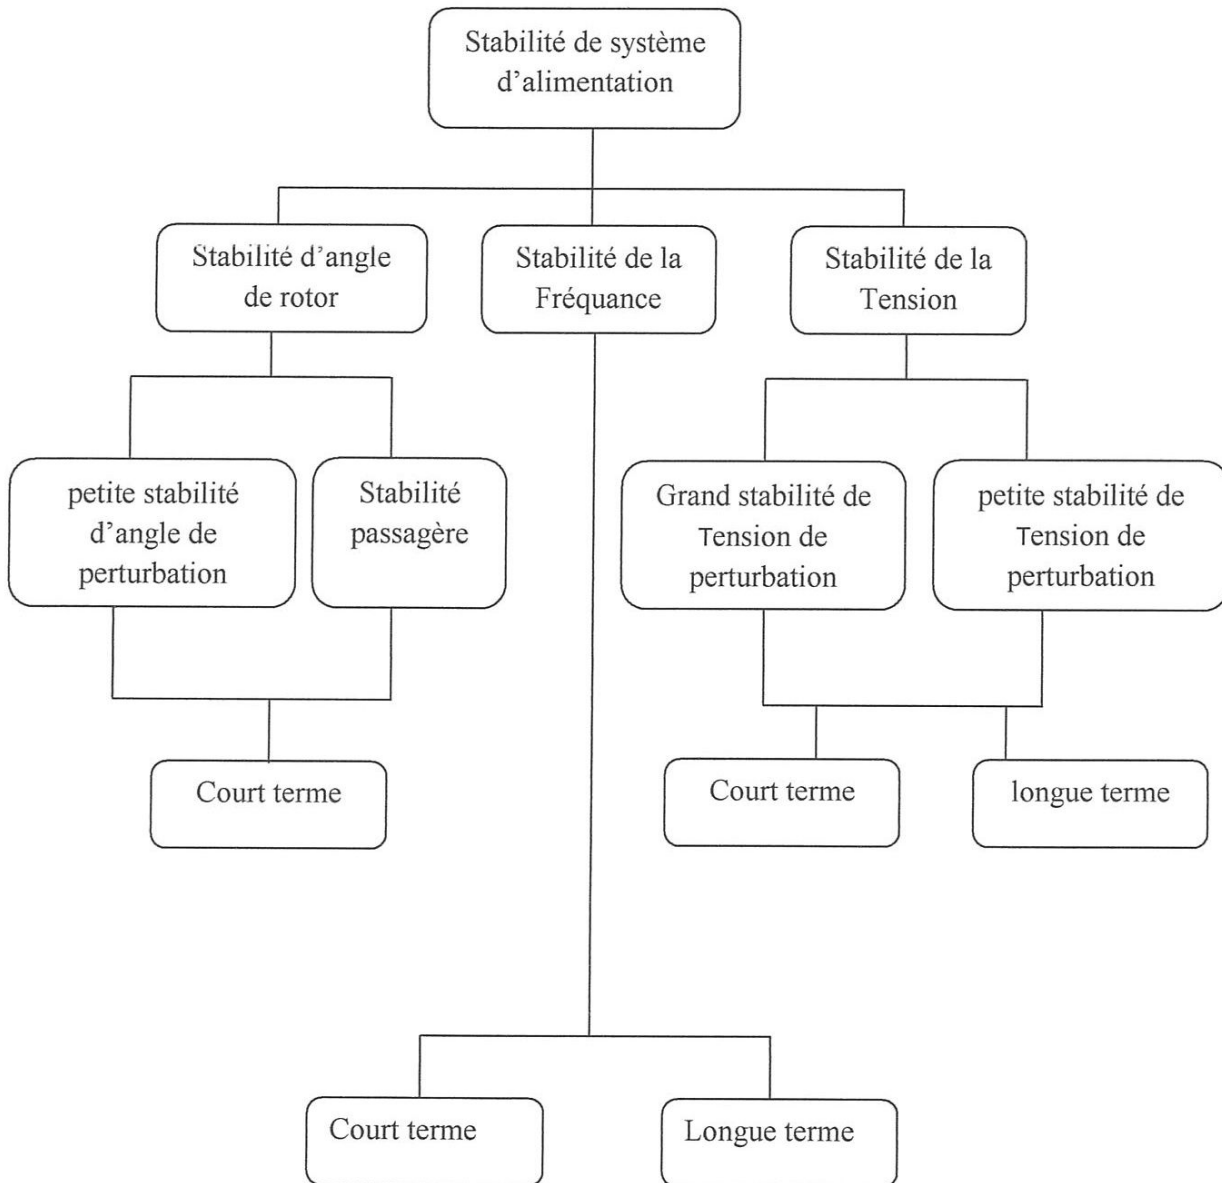 Stabilité de système
d’alimentation
Stabilité d’angle
de rotor
Stabilité de la
Fréquance
Stabilité de la
Tension
petite stabilité
d’angle de
perturbation
Stabilité
passagère
Grand stabilité de
Tension de
perturbation
petite stabilité de
Tension de
perturbation
Court terme
Court terme
longue terme
Court terme
Longue terme